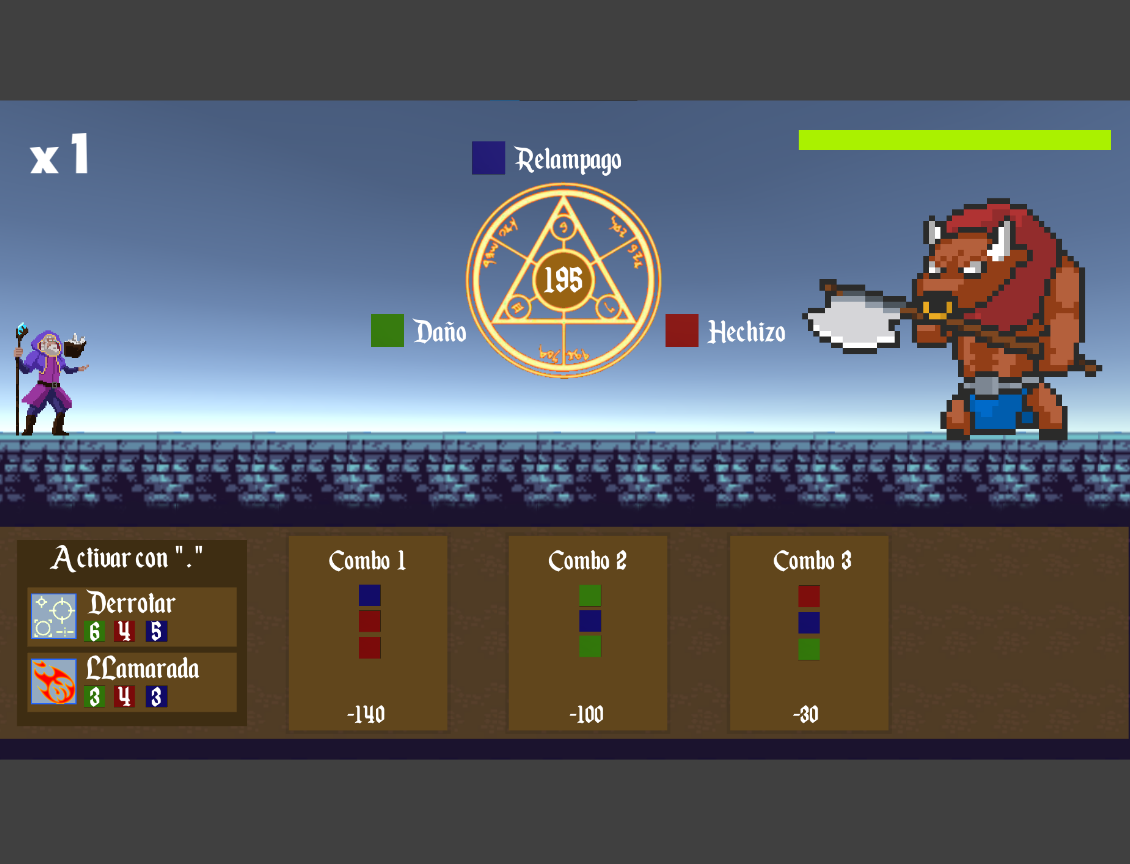 x1
Relampago
195
Daño
Hechizo
Activar con "."
Derrotar
6 4 5
LLamarada
3 4 3
Combo 1
-140
Combo 2
-100
Combo 3
-30